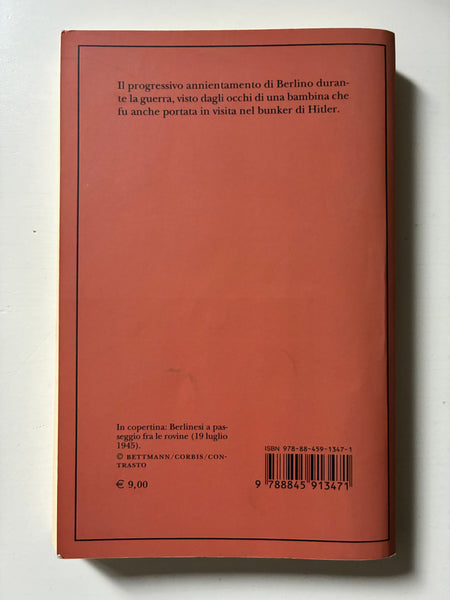 Il progressivo annientamento di Berlino duran-
te la guerra, visto dagli occhi di una bambina che
fu anche portata in visita nel bunker di Hitler.
In copertina: Berlinesi a pas-
seggio fra le rovine (19 luglio
1945).
© BETTMANN/CORBIS/CON-
TRASTO
€ 9,00
ISBN 978-88-459-1347-1
9 788845 913471